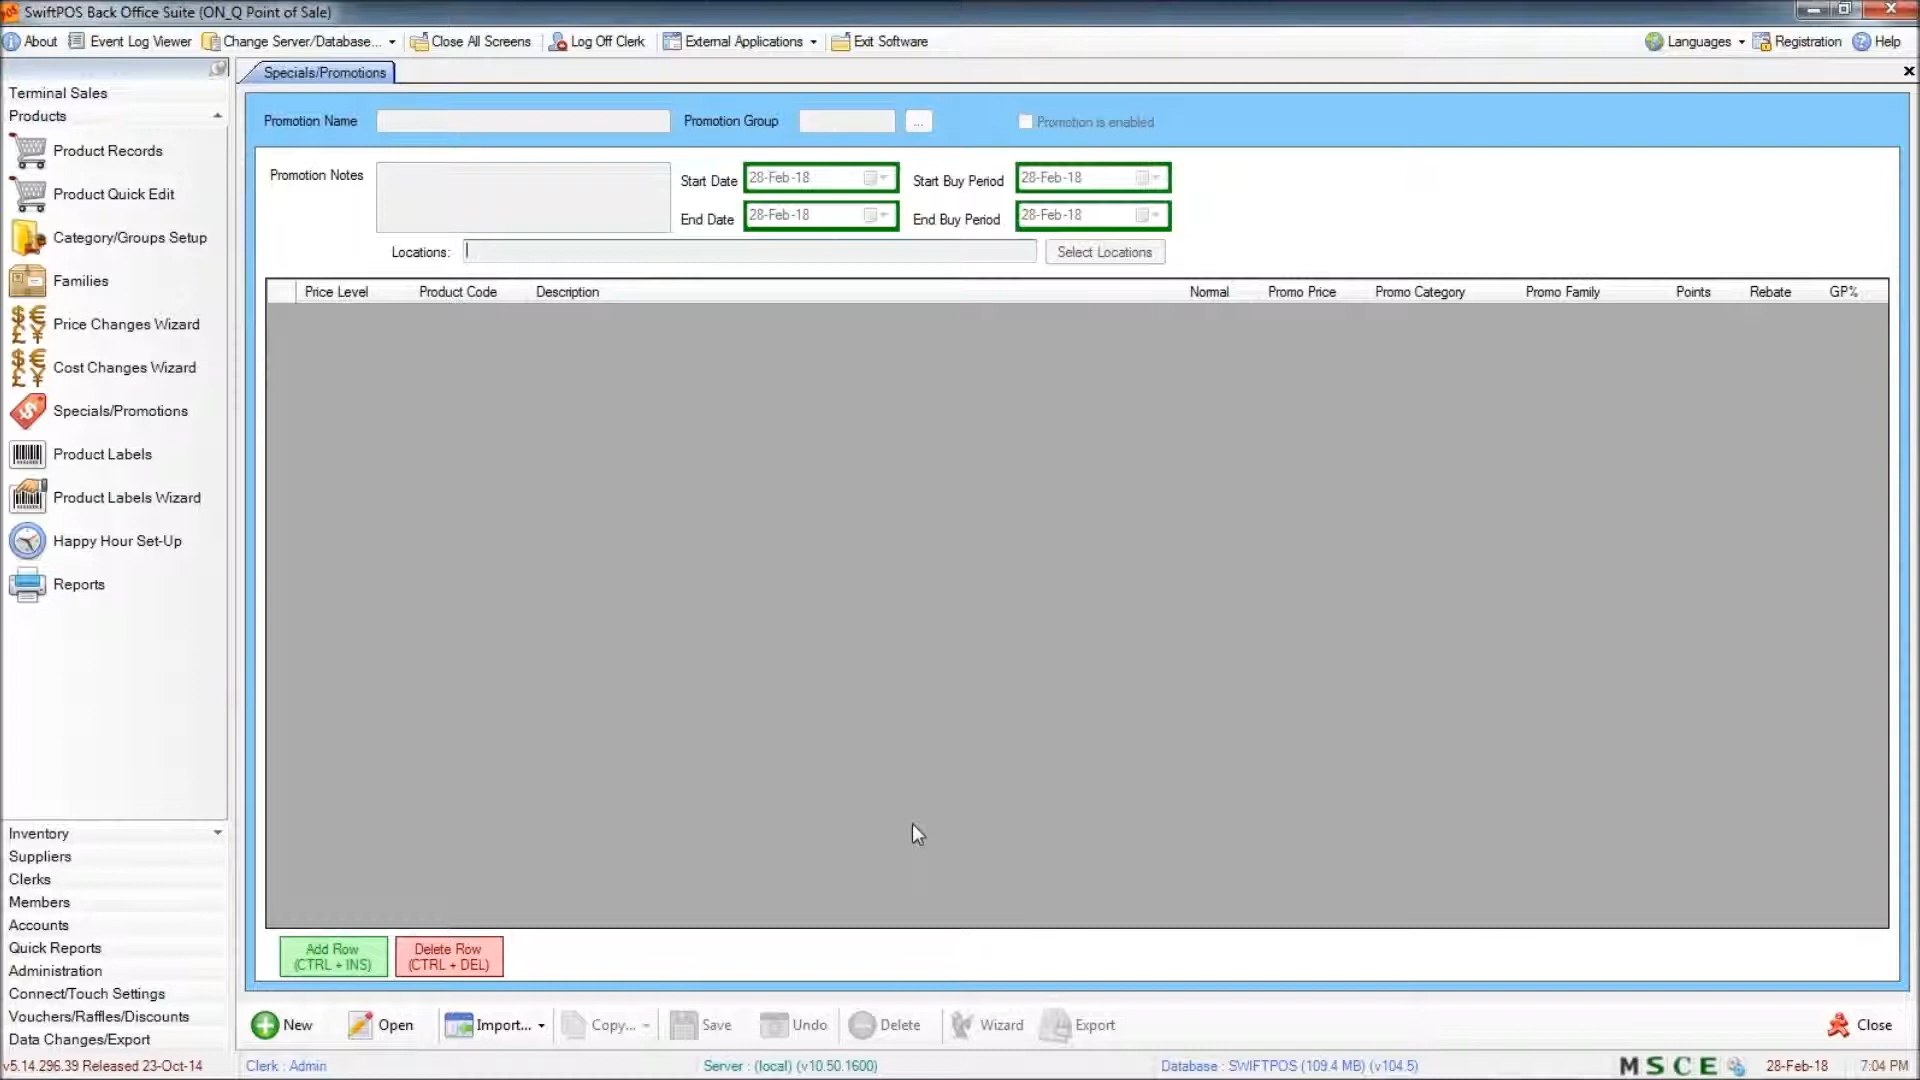 SwiftPOS Back Office Suite (ON_Q Point of Sale)
About Event Log Viewer Change Server/Database... Close All Screens Log Off Clerk External Applications Exit Software Languages Registration Help
Specials/Promotions
Terminal Sales
Products
Product Records
Product Quick Edit
Category/Groups Setup
Families
Price Changes Wizard
Cost Changes Wizard
Specials/Promotions
Product Labels
Product Labels Wizard
Happy Hour Set-Up
Reports
Inventory
Suppliers
Clerks
Members
Accounts
Quick Reports
Administration
Connect/Touch Settings
Vouchers/Raffles/Discounts
Data Changes/Export
Promotion Name Promotion Group ... Promotion is enabled
Promotion Notes Start Date 28-Feb-18 Start Buy Period 28-Feb-18
End Date 28-Feb-18 End Buy Period 28-Feb-18
Locations: Select Locations
Price Level Product Code Description Normal Promo Price Promo Category Promo Family Points Rebate GP%
Add Row Delete Row
(CTRL + INS) (CTRL + DEL)
New Open Import... Copy... Save Undo Delete Wizard Export Close
v5.14.296.39 Released 23-Oct-14 Clerk : Admin Server : (local) (v10.50.1600) Database : SWIFTPOS (109.4 MB) (v104.5) M S C E 28-Feb-18 7:04 PM